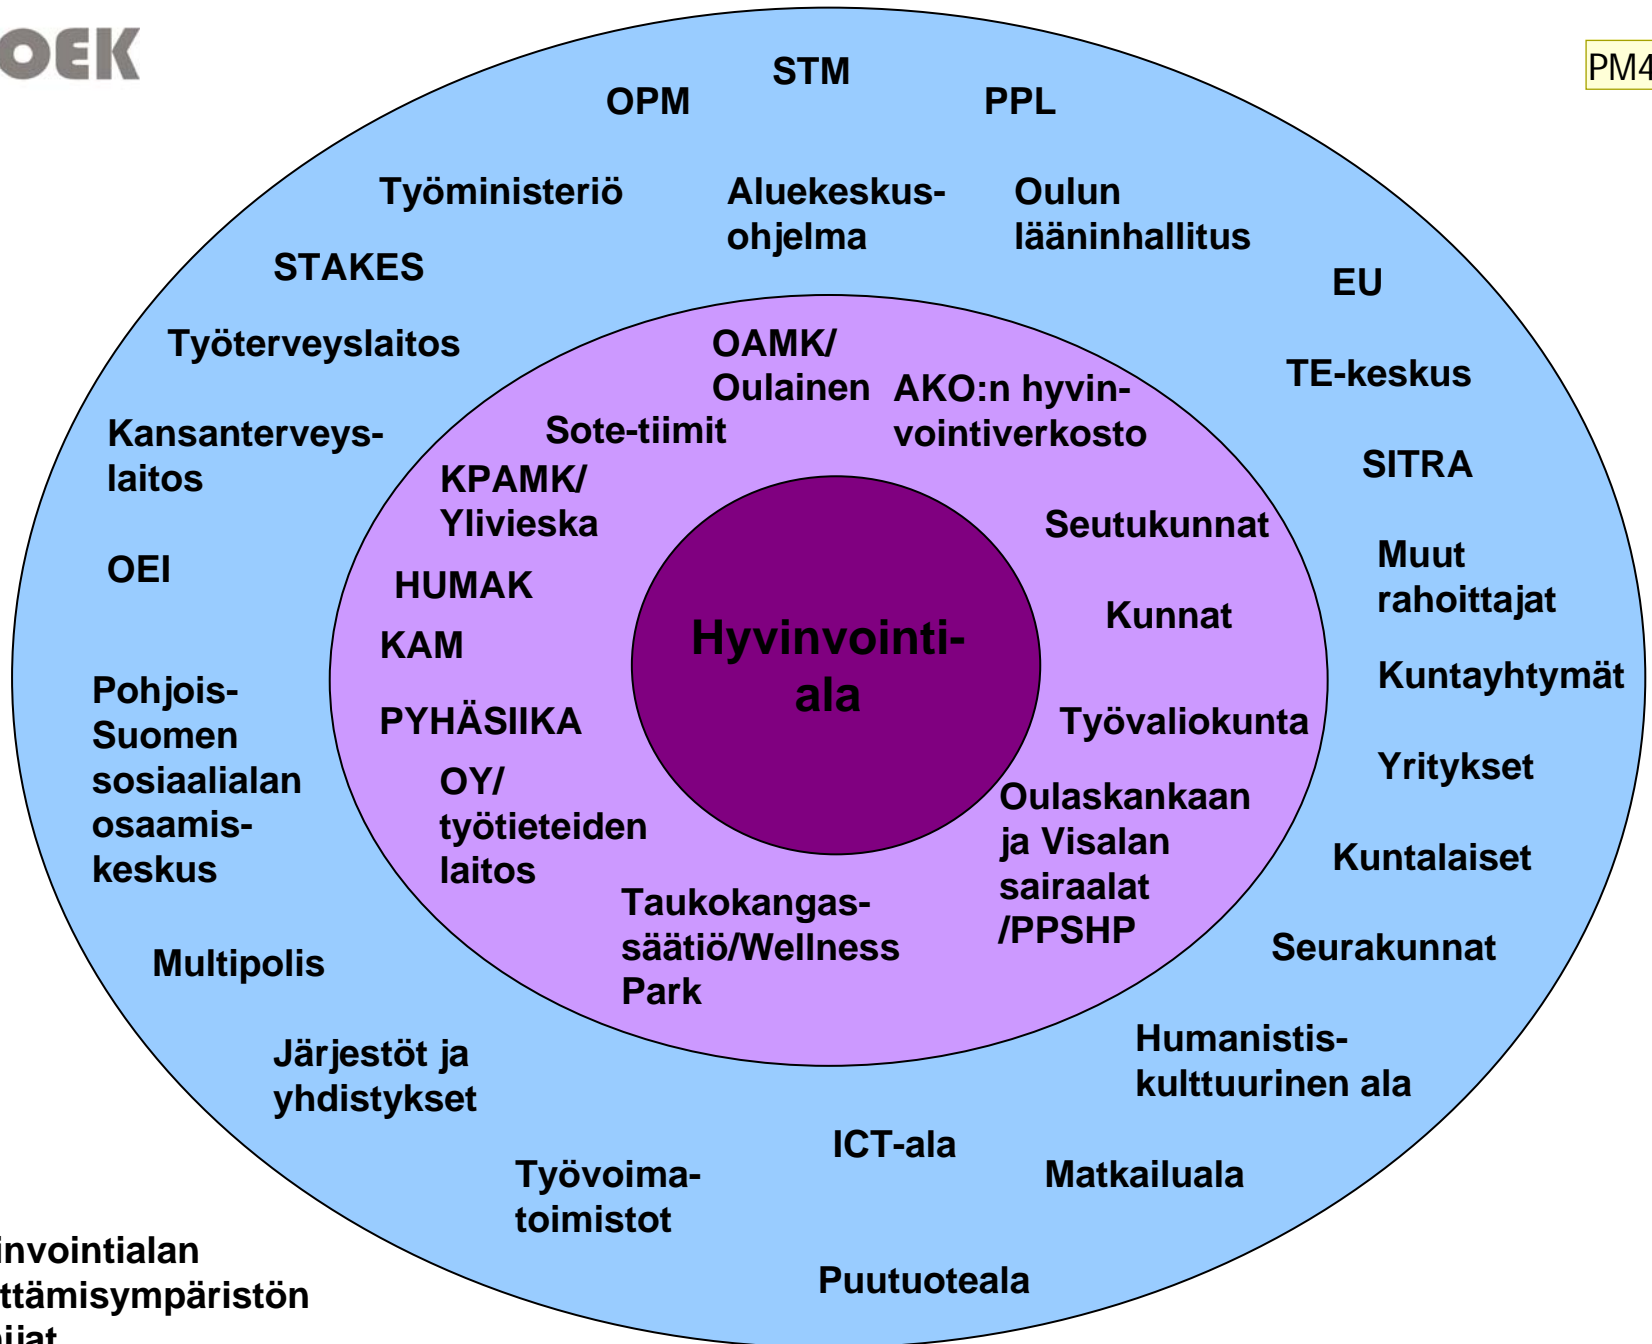 OEK
PM4
STM
OPM
PPL
Työministeriö
Aluekeskus-
ohjelma
Oulun
lääninhallitus
STAKES
EU
Työterveyslaitos
TE-keskus
Kansanterveys-
laitos
SITRA
OEI
Muut
rahoittajat
Pohjois-
Suomen
sosiaalialan
osaamis-
keskus
Kuntayhtymät
Yritykset
Kuntalaiset
Multipolis
Seurakunnat
Järjestöt ja
yhdistykset
Humanistis-
kulttuurinen ala
Työvoima-
toimistot
ICT-ala
Matkailuala
Puutuoteala
OAMK/
Oulainen
AKO:n hyvin-
vointiverkosto
Sote-tiimit
KPAMK/
Ylivieska
Seutukunnat
HUMAK
Kunnat
KAM
PYHÄSIIKA
Työvaliokunta
OY/
työtieteiden
laitos
Oulaskankaan
ja Visalan
sairaalat
/PPSHP
Taukokangas-
säätiö/Wellness
Park
Hyvinvointi-
ala
invointialan
ttämisympäristön